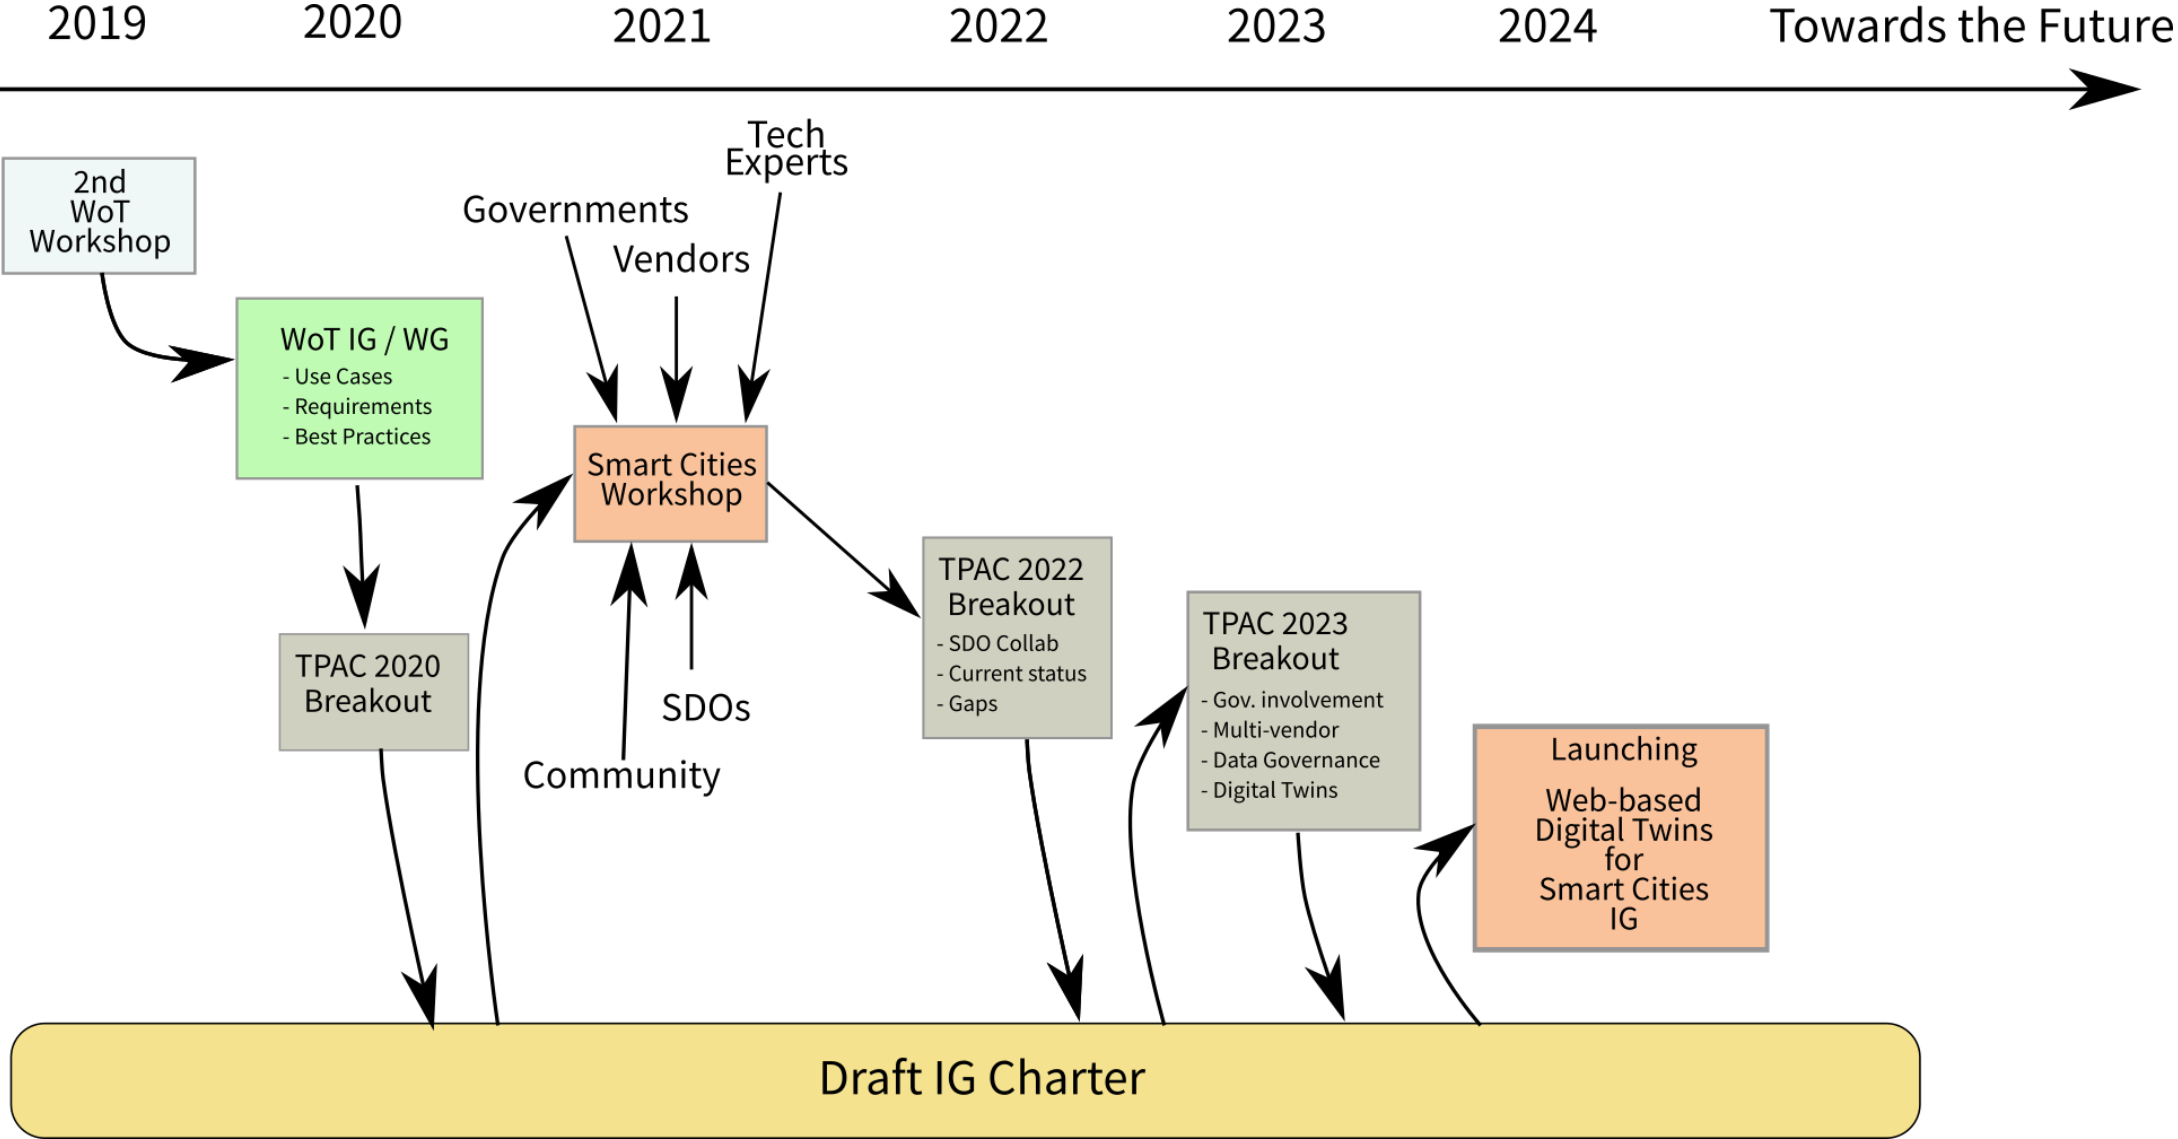 2019
2020
2021
2022
2023
2024
Towards the Future
2nd
WoT
Workshop
WoT IG / WG
- Use Cases
- Requirements
- Best Practices
TPAC 2020
Breakout
Governments
Vendors
Tech
Experts
Smart Cities
Workshop
SDOs
Community
TPAC 2022
Breakout
- SDO Collab
- Current status
- Gaps
TPAC 2023
Breakout
- Gov. involvement
- Multi-vendor
- Data Governance
- Digital Twins
Launching
Web-based
Digital Twins
for
Smart Cities
IG
Draft IG Charter